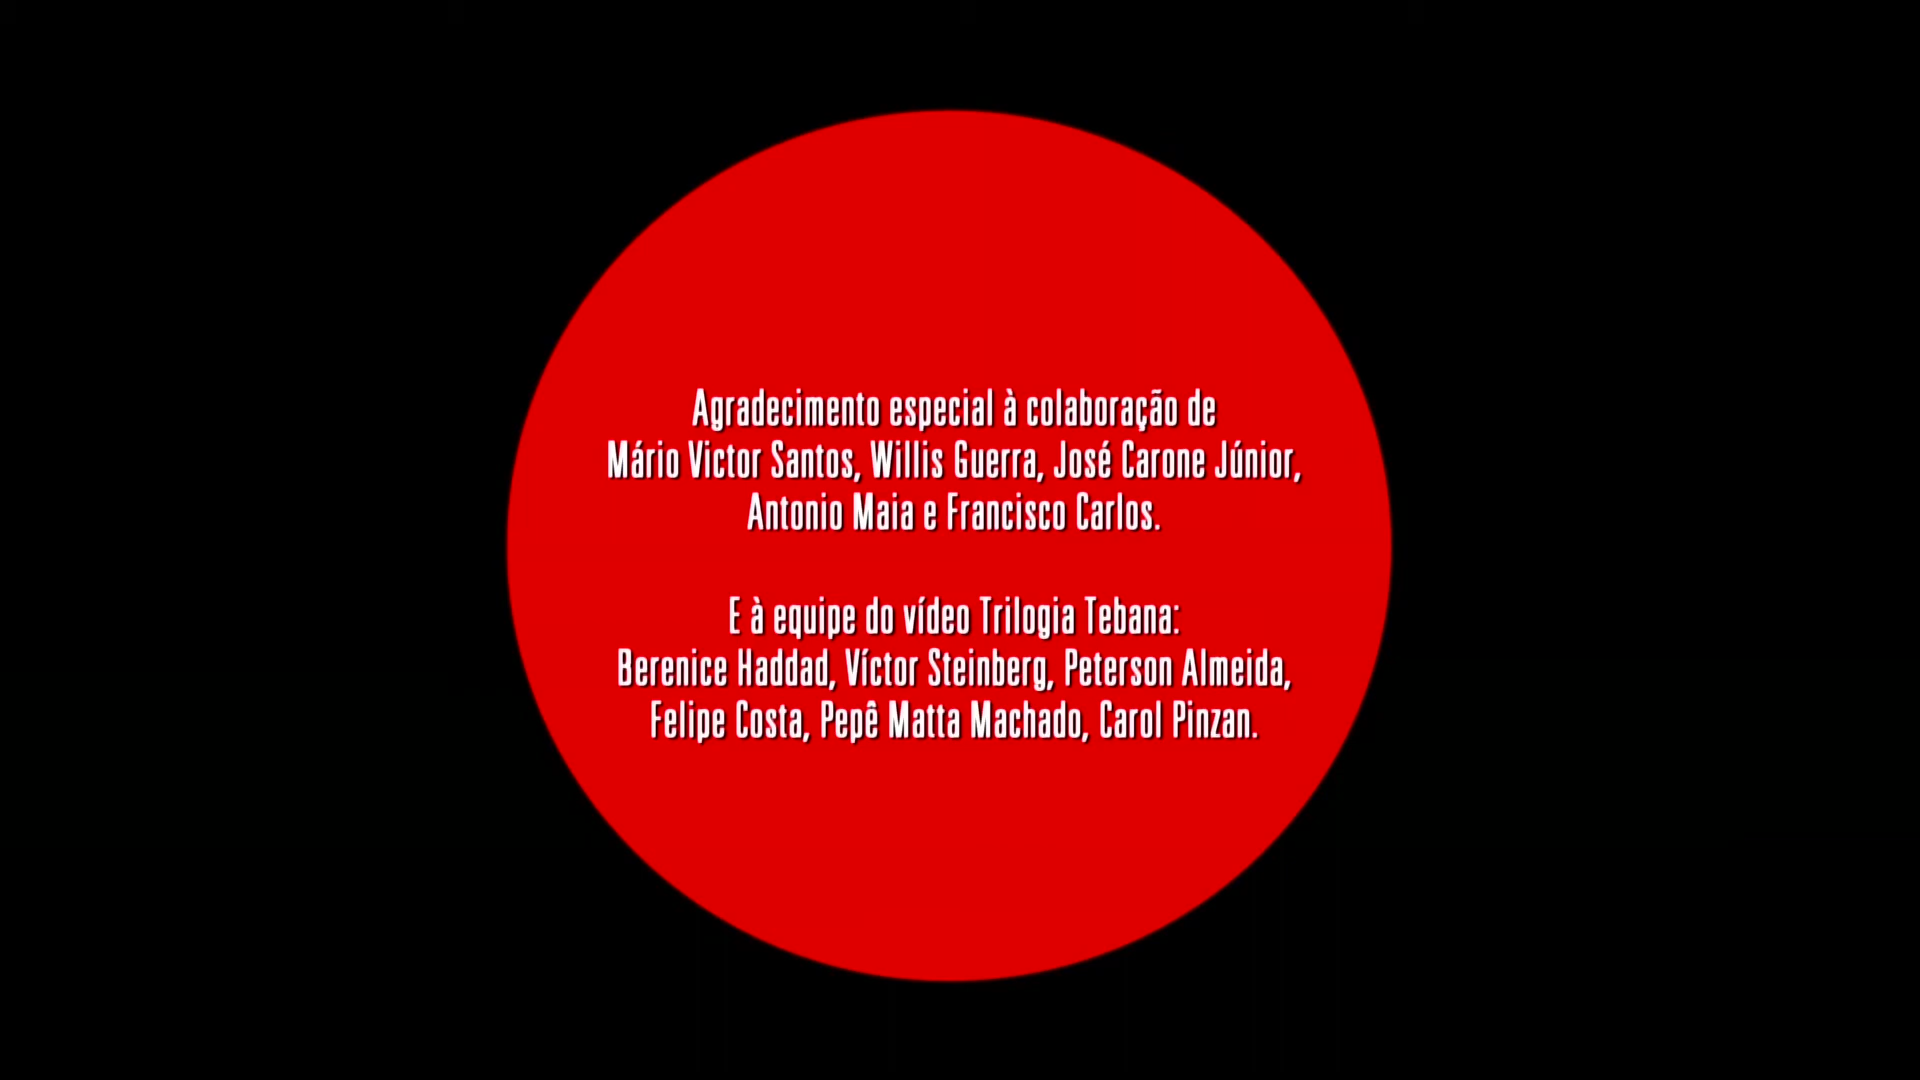 Agradecimento especial à colaboração de
Mário Victor Santos, Willis Guerra, José Carone Júnior,
Antonio Maia e Francisco Carlos.
E à equipe do vídeo Trilogia Tebana:
Berenice Haddad, Víctor Steinberg, Peterson Almeida,
Felipe Costa, Pepê Matta Machado, Carol Pinzan.